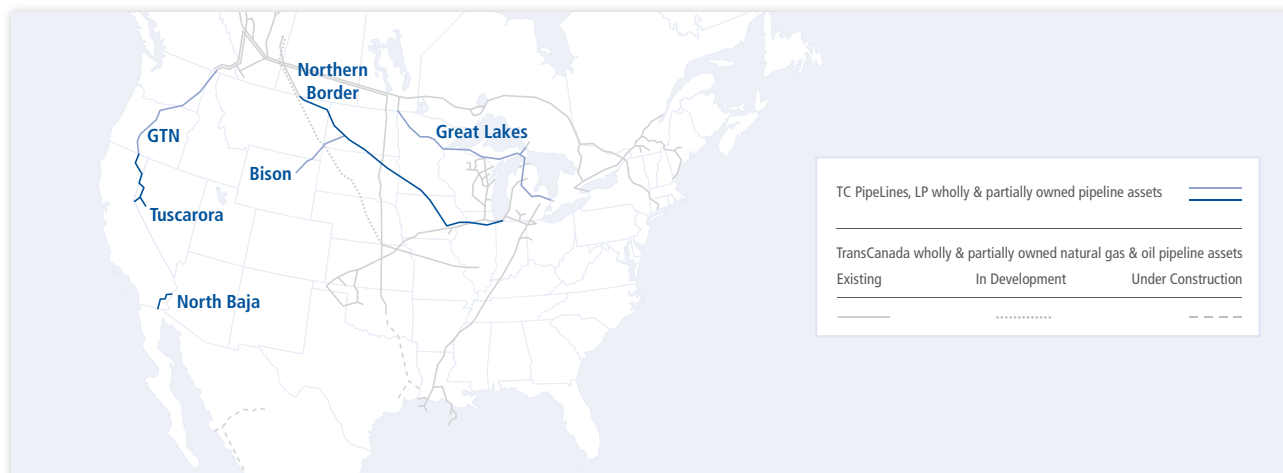 Northern
Border
GTN
Great Lakes
Bison
Tuscarora
North Baja
TC PipeLines, LP wholly & partially owned pipeline assets
TransCanada wholly & partially owned natural gas & oil pipeline assets
Existing In Development Under Construction